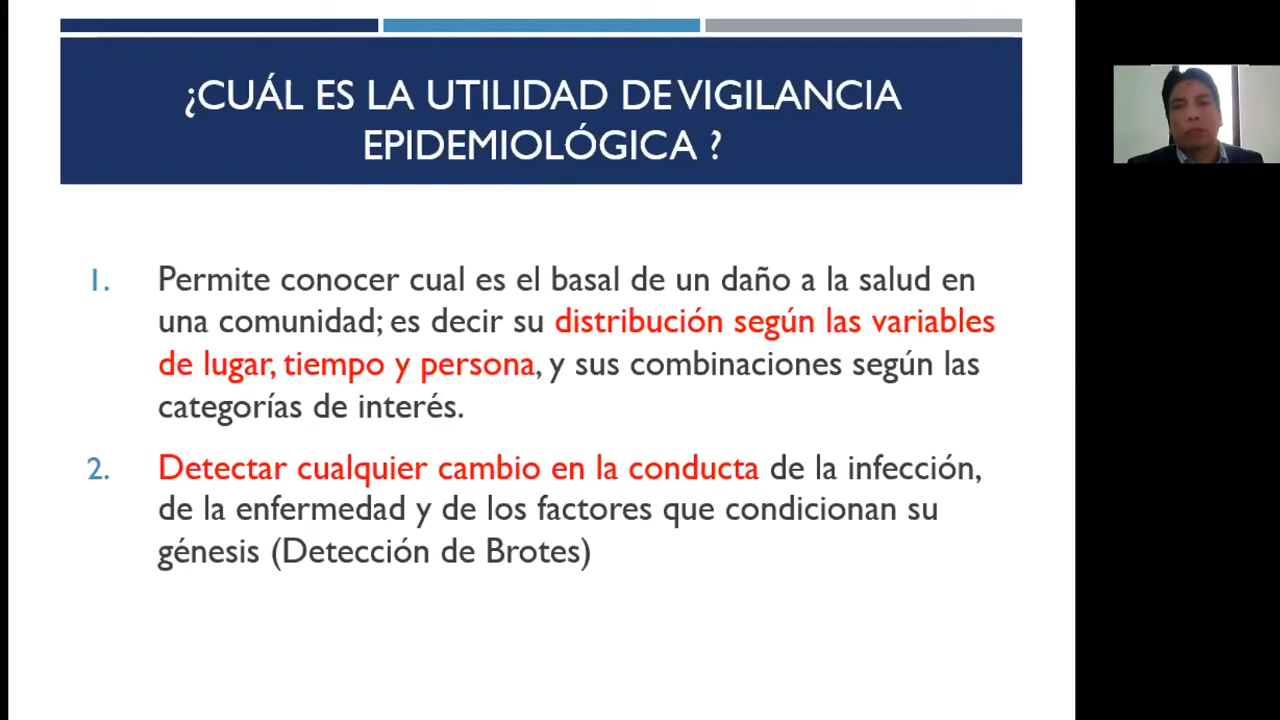 ¿CUÁL ES LA UTILIDAD DE VIGILANCIA
EPIDEMIOLÓGICA ?
1. Permite conocer cual es el basal de un daño a la salud en
una comunidad; es decir su distribución según las variables
de lugar, tiempo y persona, y sus combinaciones según las
categorías de interés.
2. Detectar cualquier cambio en la conducta de la infección,
de la enfermedad y de los factores que condicionan su
génesis (Detección de Brotes)